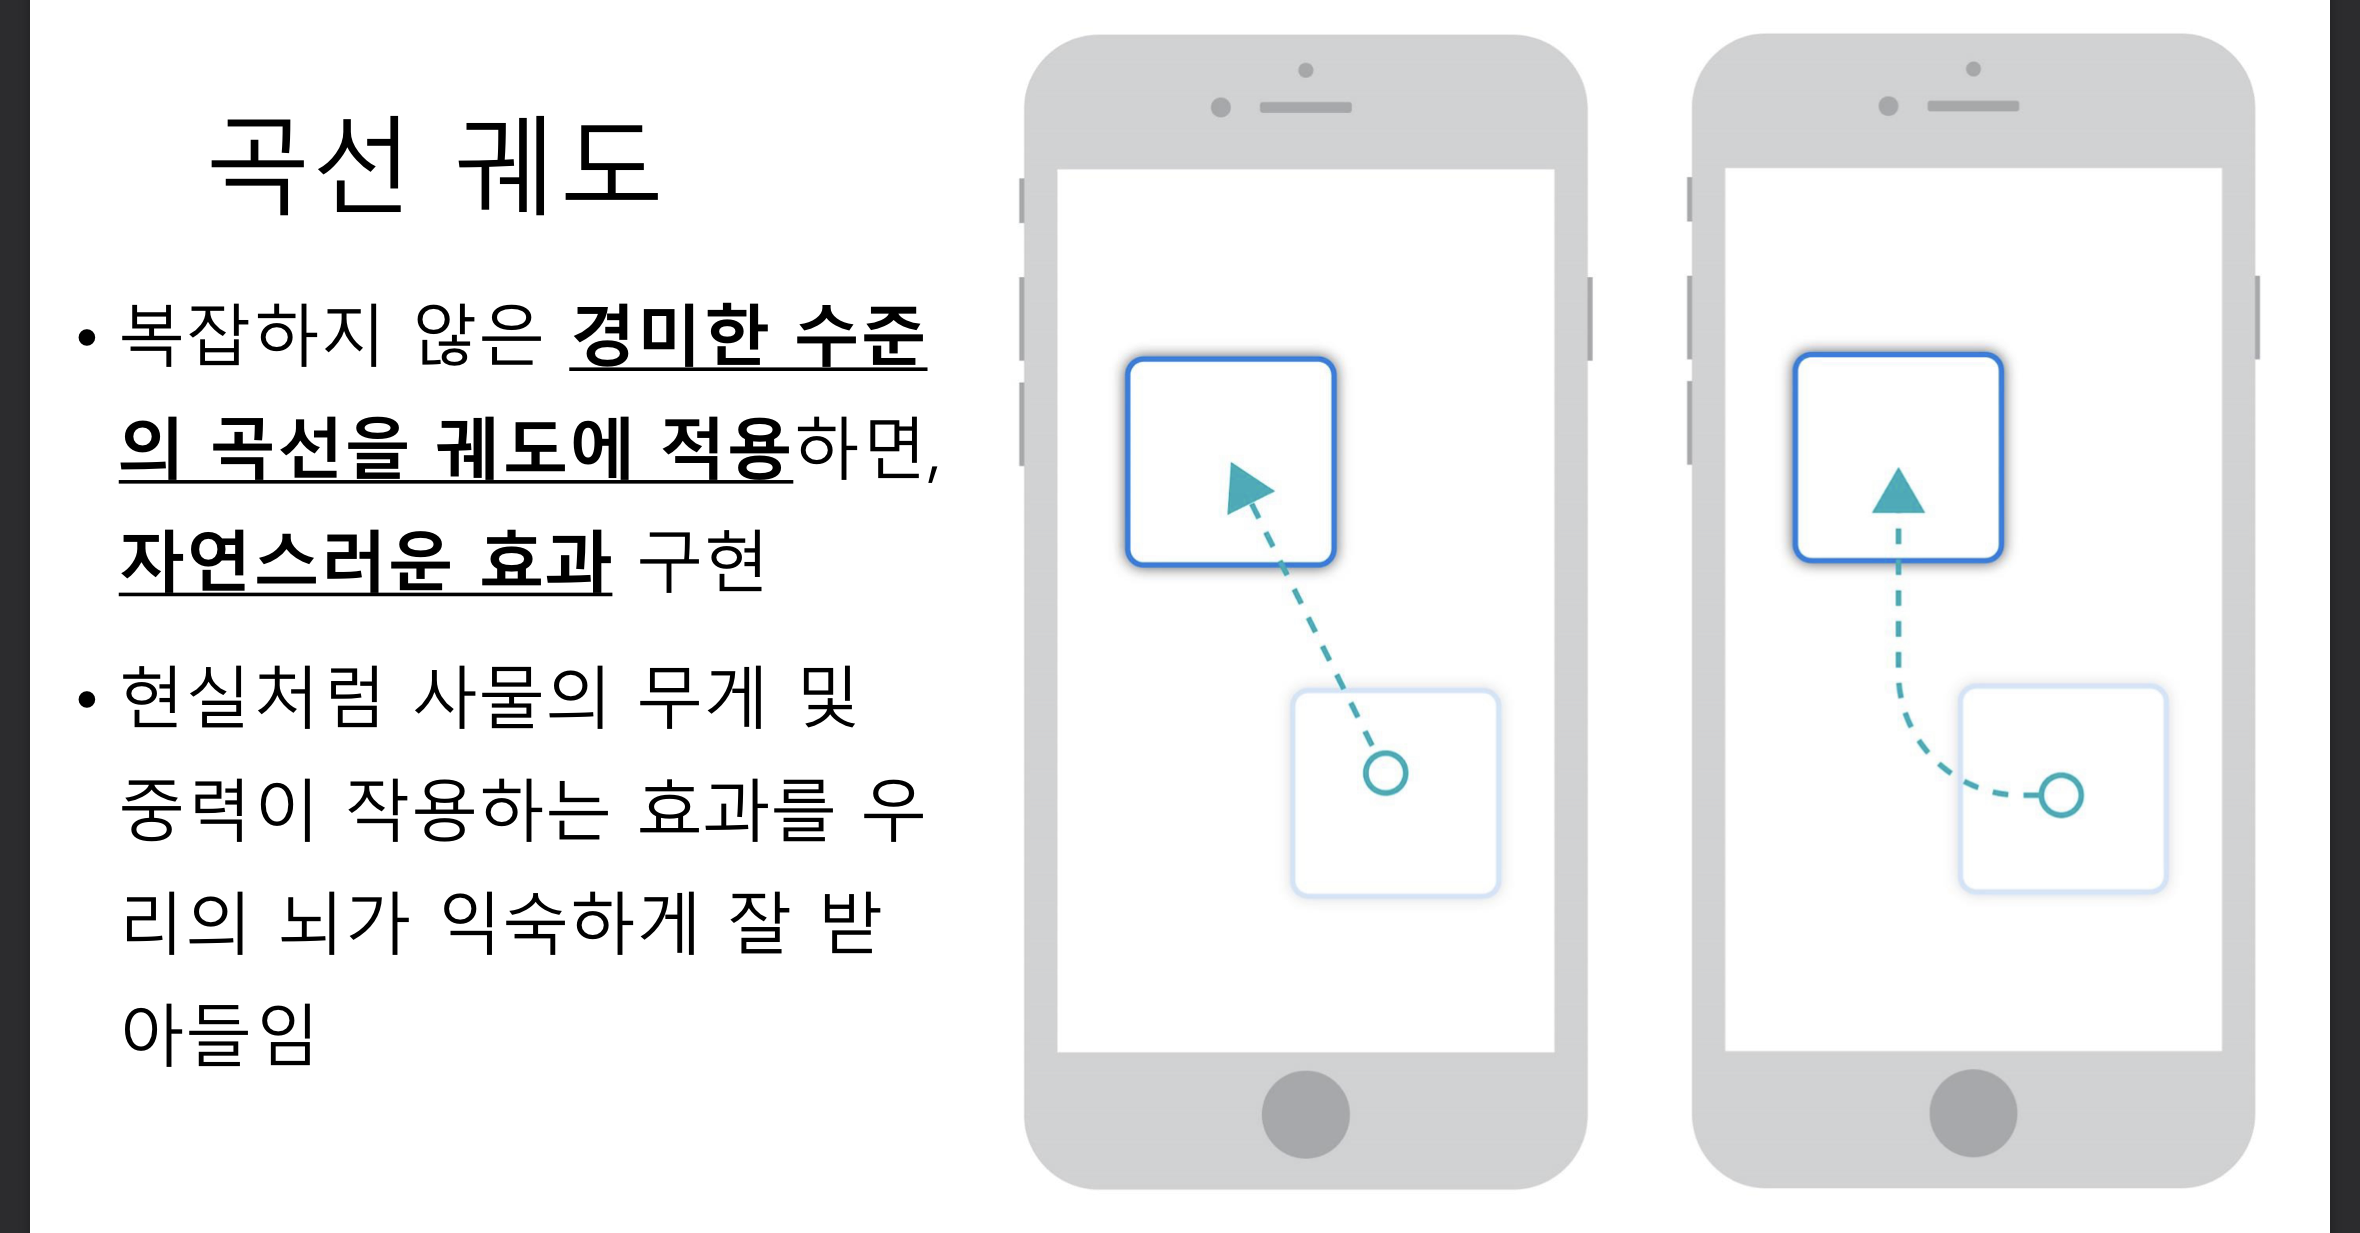 곡선 궤도
• 복잡하지 않은 경미한 수준
의 곡선을 궤도에 적용하면,
자연스러운 효과 구현
• 현실처럼 사물의 무게 및
중력이 작용하는 효과를 우
리의 뇌가 익숙하게 잘 받
아들임